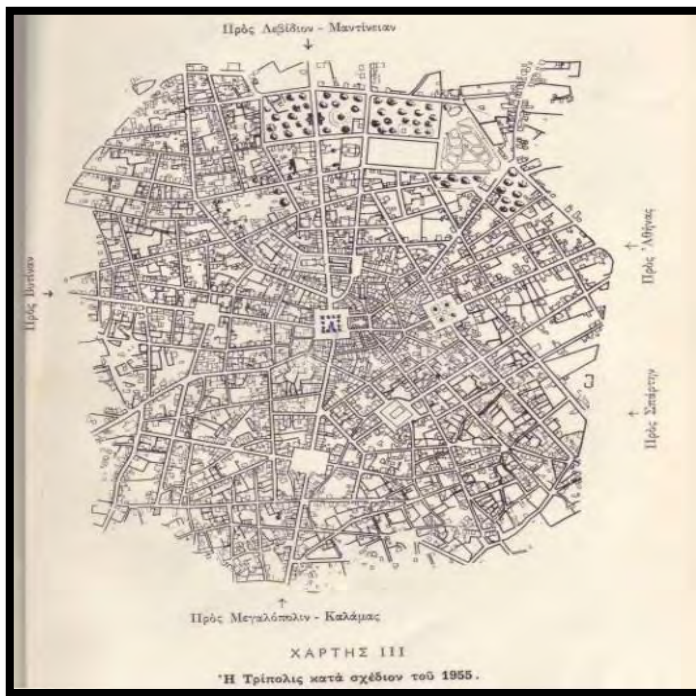 Πρὸς Λεβίδιον - Μαντίνειαν
Πρὸς Βυτίναν
Πρὸς Ἀθήνας
Πρὸς Σπάρτην
Πρὸς Μεγαλόπολιν - Καλάμας
ΧΑΡΤΗΣ III
Ἡ Τρίπολις κατὰ σχέδιον τοῦ 1955.